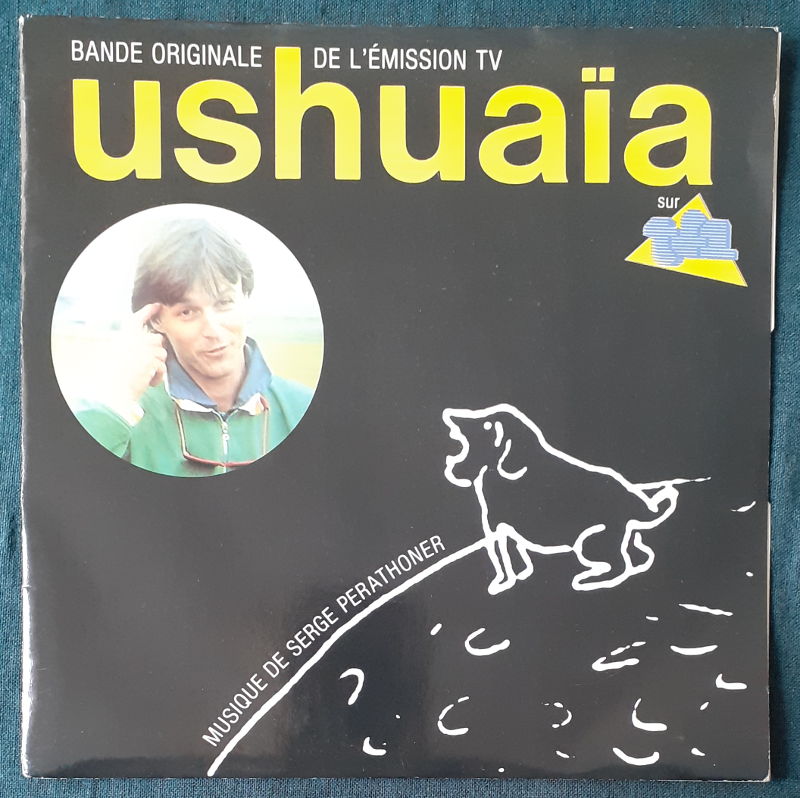 BANDE ORIGINALE DE L'ÉMISSION TV
ushuaïa
sur
MUSIQUE DE SERGE PERATHONER